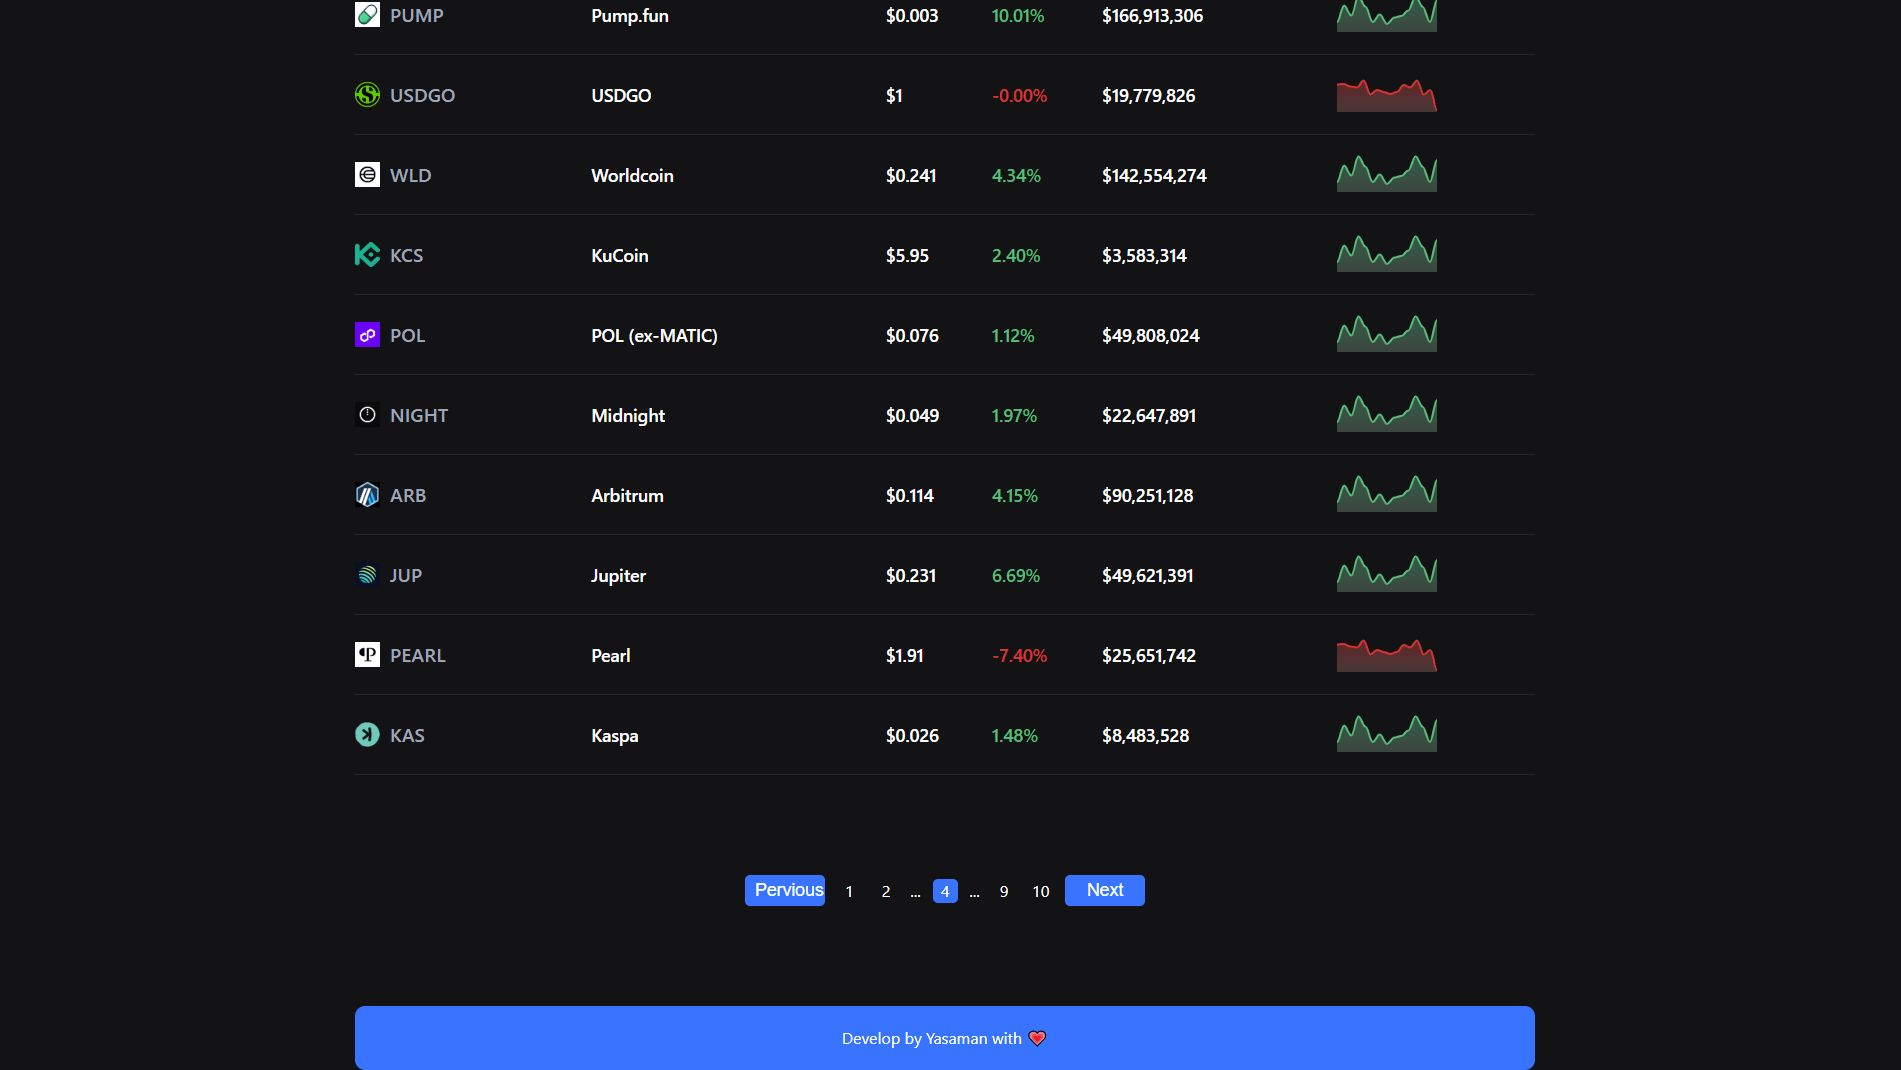 PUMP Pump.fun $0.003 10.01% $166,913,306
USDGO USDGO $1 -0.00% $19,779,826
WLD Worldcoin $0.241 4.34% $142,554,274
KCS KuCoin $5.95 2.40% $3,583,314
POL POL (ex-MATIC) $0.076 1.12% $49,808,024
NIGHT Midnight $0.049 1.97% $22,647,891
ARB Arbitrum $0.114 4.15% $90,251,128
JUP Jupiter $0.231 6.69% $49,621,391
PEARL Pearl $1.91 -7.40% $25,651,742
KAS Kaspa $0.026 1.48% $8,483,528
Pervious 1 2 ... 4 ... 9 10 Next
Develop by Yasaman with